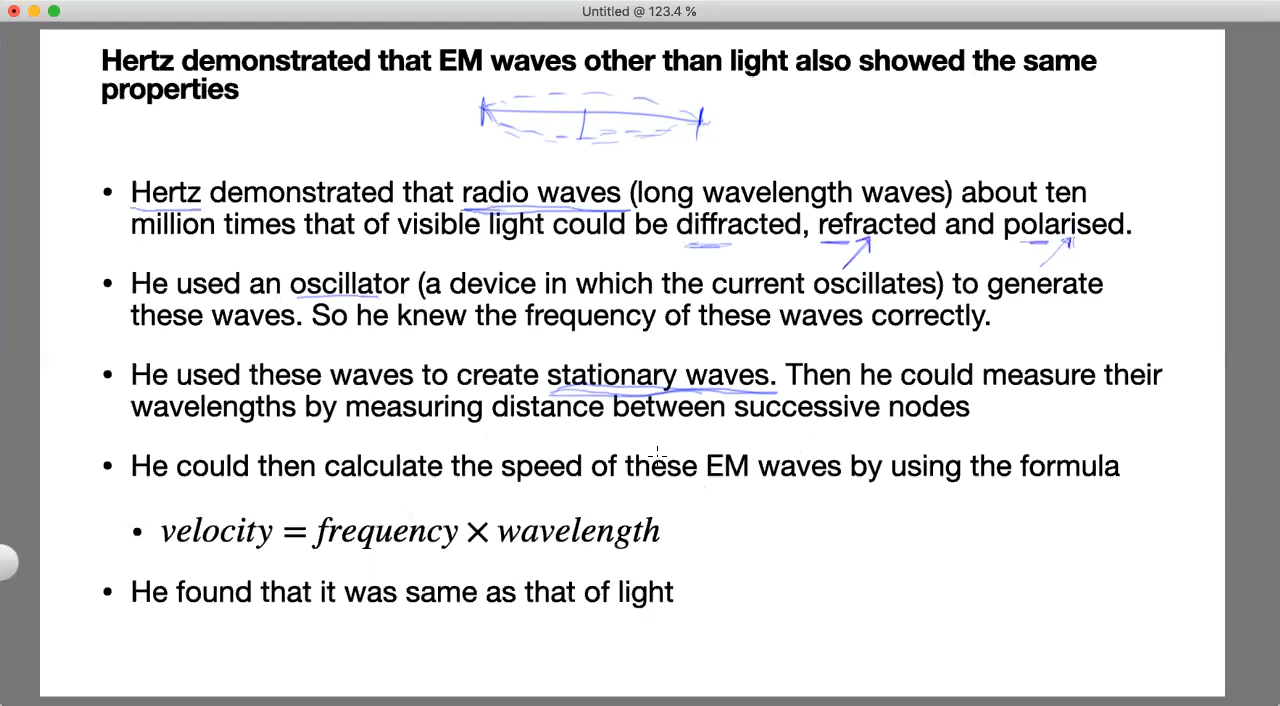 Untitled @ 123.4 %
Hertz demonstrated that EM waves other than light also showed the same
properties
• Hertz demonstrated that radio waves (long wavelength waves) about ten
million times that of visible light could be diffracted, refracted and polarised.
• He used an oscillator (a device in which the current oscillates) to generate
these waves. So he knew the frequency of these waves correctly.
• He used these waves to create stationary waves. Then he could measure their
wavelengths by measuring distance between successive nodes
• He could then calculate the speed of these EM waves by using the formula
• velocity = frequency × wavelength
• He found that it was same as that of light